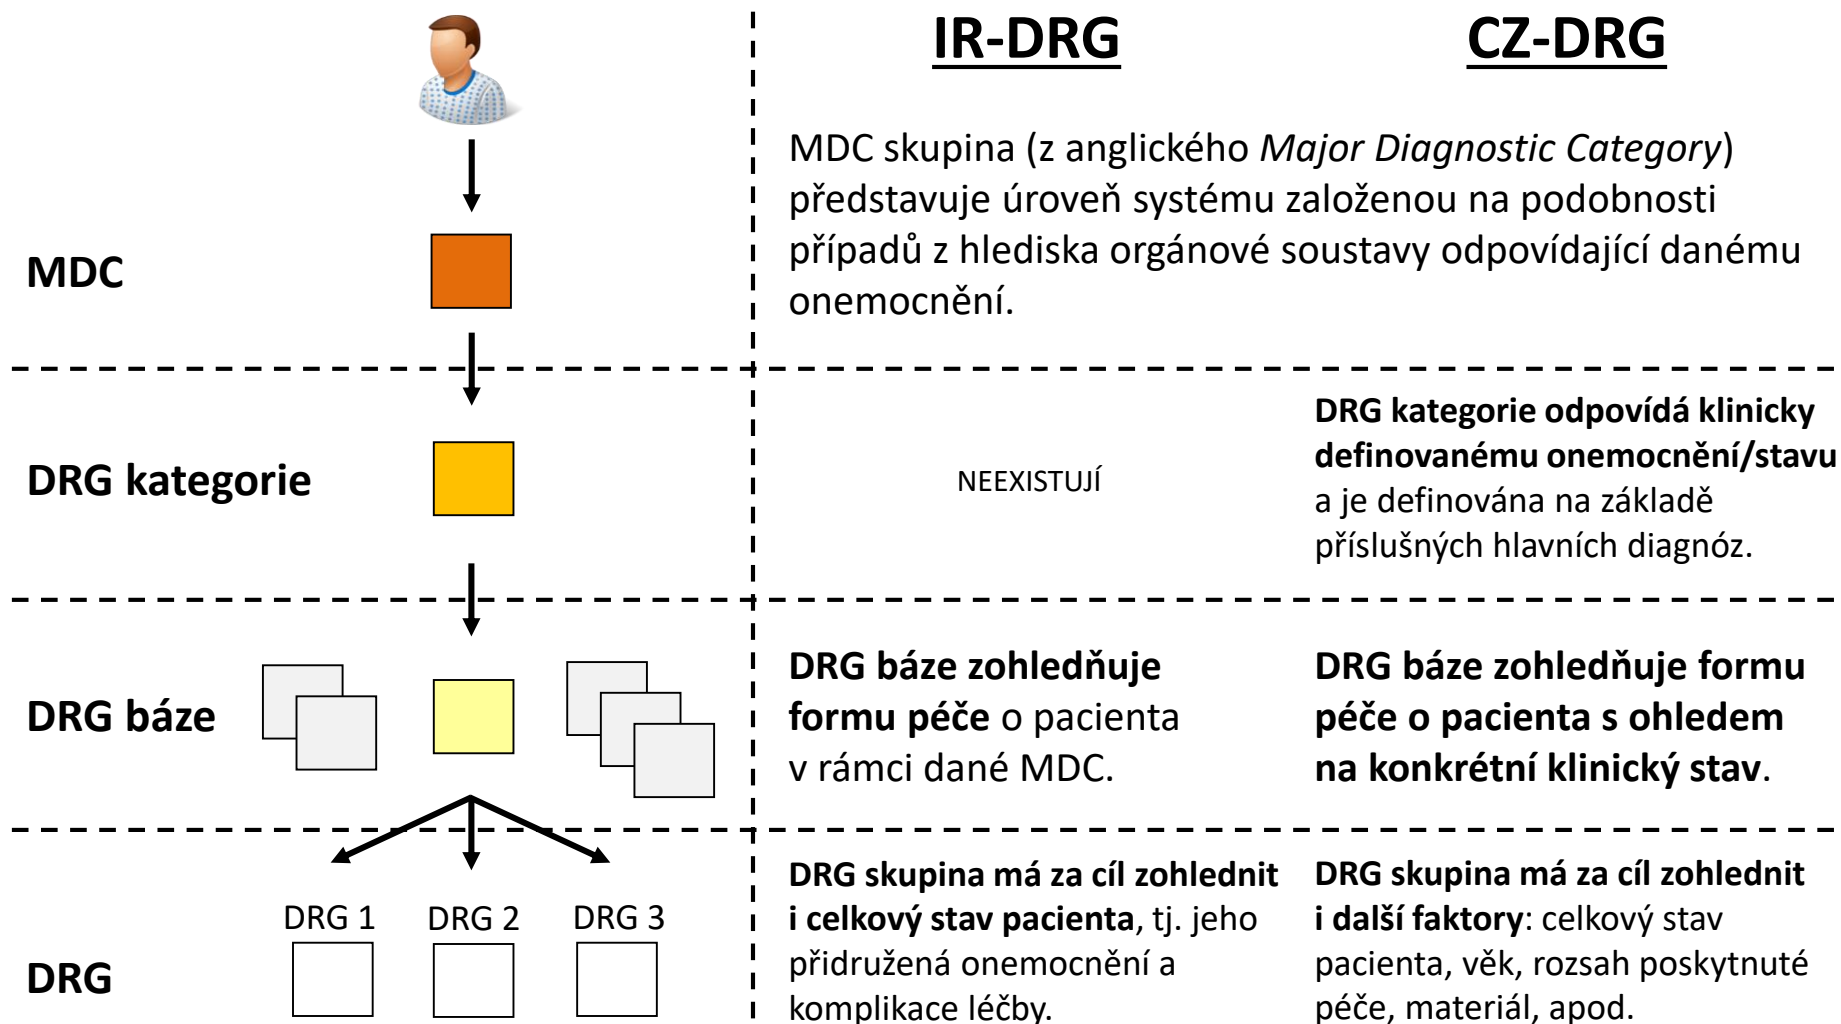 IR-DRG
CZ-DRG
MDC
MDC skupina (z anglického Major Diagnostic Category)
představuje úroveň systému založenou na podobnosti
případů z hlediska orgánové soustavy odpovídající danému
onemocnění.
DRG kategorie
NEEXISTUJÍ
DRG kategorie odpovídá klinicky
definovanému onemocnění/stavu
a je definována na základě
příslušných hlavních diagnóz.
DRG báze
DRG báze zohledňuje
formu péče o pacienta
v rámci dané MDC.
DRG báze zohledňuje formu
péče o pacienta s ohledem
na konkrétní klinický stav.
DRG
DRG 1
DRG 2
DRG 3
DRG skupina má za cíl zohlednit
i celkový stav pacienta, tj. jeho
přidružená onemocnění a
komplikace léčby.
DRG skupina má za cíl zohlednit
i další faktory: celkový stav
pacienta, věk, rozsah poskytnuté
péče, materiál, apod.